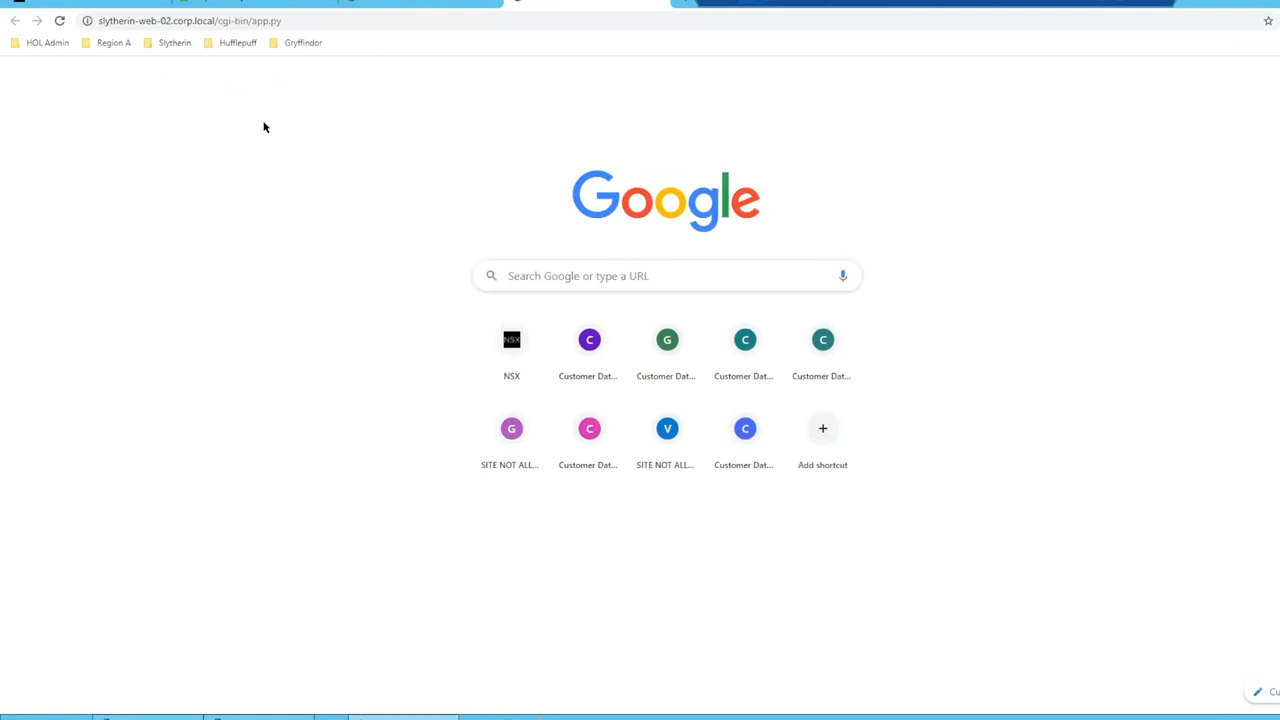 slytherin-web-02.corp.local/cgi-bin/app.py
HOL Admin Region A Slytherin Hufflepuff Gryffindor
Google
Search Google or type a URL
NSX C G C C
NSX Customer Dat... Customer Dat... Customer Dat... Customer Dat...
G C V C +
SITE NOT ALL... Customer Dat... SITE NOT ALL... Customer Dat... Add shortcut
Cu